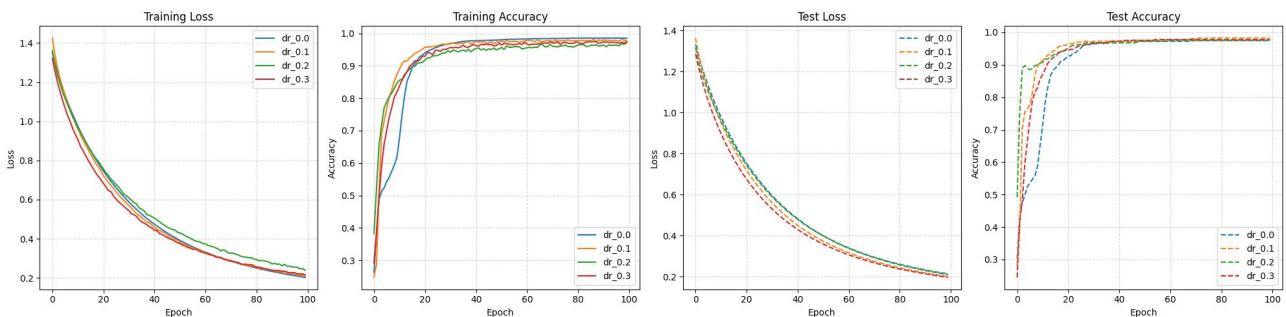 Training Loss
Loss
1.4
1.2
1.0
0.8
0.6
0.4
0.2
0
20
40
60
80
100
Epoch
dr_0.0
dr_0.1
dr_0.2
dr_0.3
Training Accuracy
Accuracy
1.0
0.9
0.8
0.7
0.6
0.5
0.4
0.3
0
20
40
60
80
100
Epoch
dr_0.0
dr_0.1
dr_0.2
dr_0.3
Test Loss
Loss
1.4
1.2
1.0
0.8
0.6
0.4
0.2
0
20
40
60
80
100
Epoch
dr_0.0
dr_0.1
dr_0.2
dr_0.3
Test Accuracy
Accuracy
1.0
0.9
0.8
0.7
0.6
0.5
0.4
0.3
0
20
40
60
80
100
Epoch
dr_0.0
dr_0.1
dr_0.2
dr_0.3